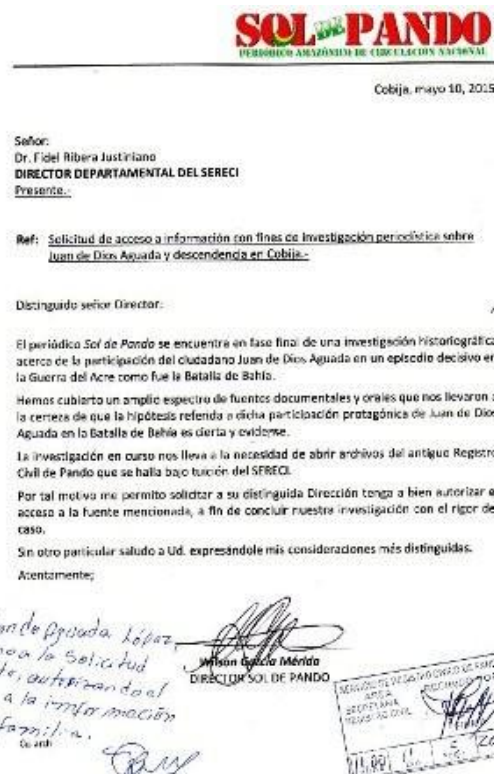 SOL DE PANDO
PERIÓDICO AMAZÓNICO DE CIRCULACIÓN NACIONAL
Cobija, mayo 10, 2015
Señor:
Dr. Fidel Ribera Justiniano
DIRECTOR DEPARTAMENTAL DEL SERECI
Presente.-
Ref: Solicitud de acceso a información con fines de investigación periodística sobre
Juan de Dios Aguada y descendencia en Cobija.-
Distinguido señor Director:
El periódico Sol de Pando se encuentra en fase final de una investigación historiográfica
acerca de la participación del ciudadano Juan de Dios Aguada en un episodio decisivo en
la Guerra del Acre como fue la Batalla de Bahía.
Hemos cubierto un amplio espectro de fuentes documentales y orales que nos llevaron a
la certeza de que la hipótesis referida a dicha participación protagónica de Juan de Dios
Aguada en la Batalla de Bahía es cierta y evidente.
La investigación en curso nos lleva a la necesidad de abrir archivos del antiguo Registro
Civil de Pando que se halla bajo tuición del SERECI.
Por tal motivo me permito solicitar a su distinguida Dirección tenga a bien autorizar el
acceso a la fuente mencionada, a fin de concluir nuestra investigación con el rigor del
caso.
Sin otro particular saludo a Ud. expresándole mis consideraciones más distinguidas.
Atentamente;
Wilson García Mérida
DIRECTOR SOL DE PANDO
Aguada López,
a la Solicitud
autorizando el
a la información
familia.
Cc. arch
SERVICIO DE REGISTRO CIVICO DE PANDO
SECRETARIA
RECIBIDO